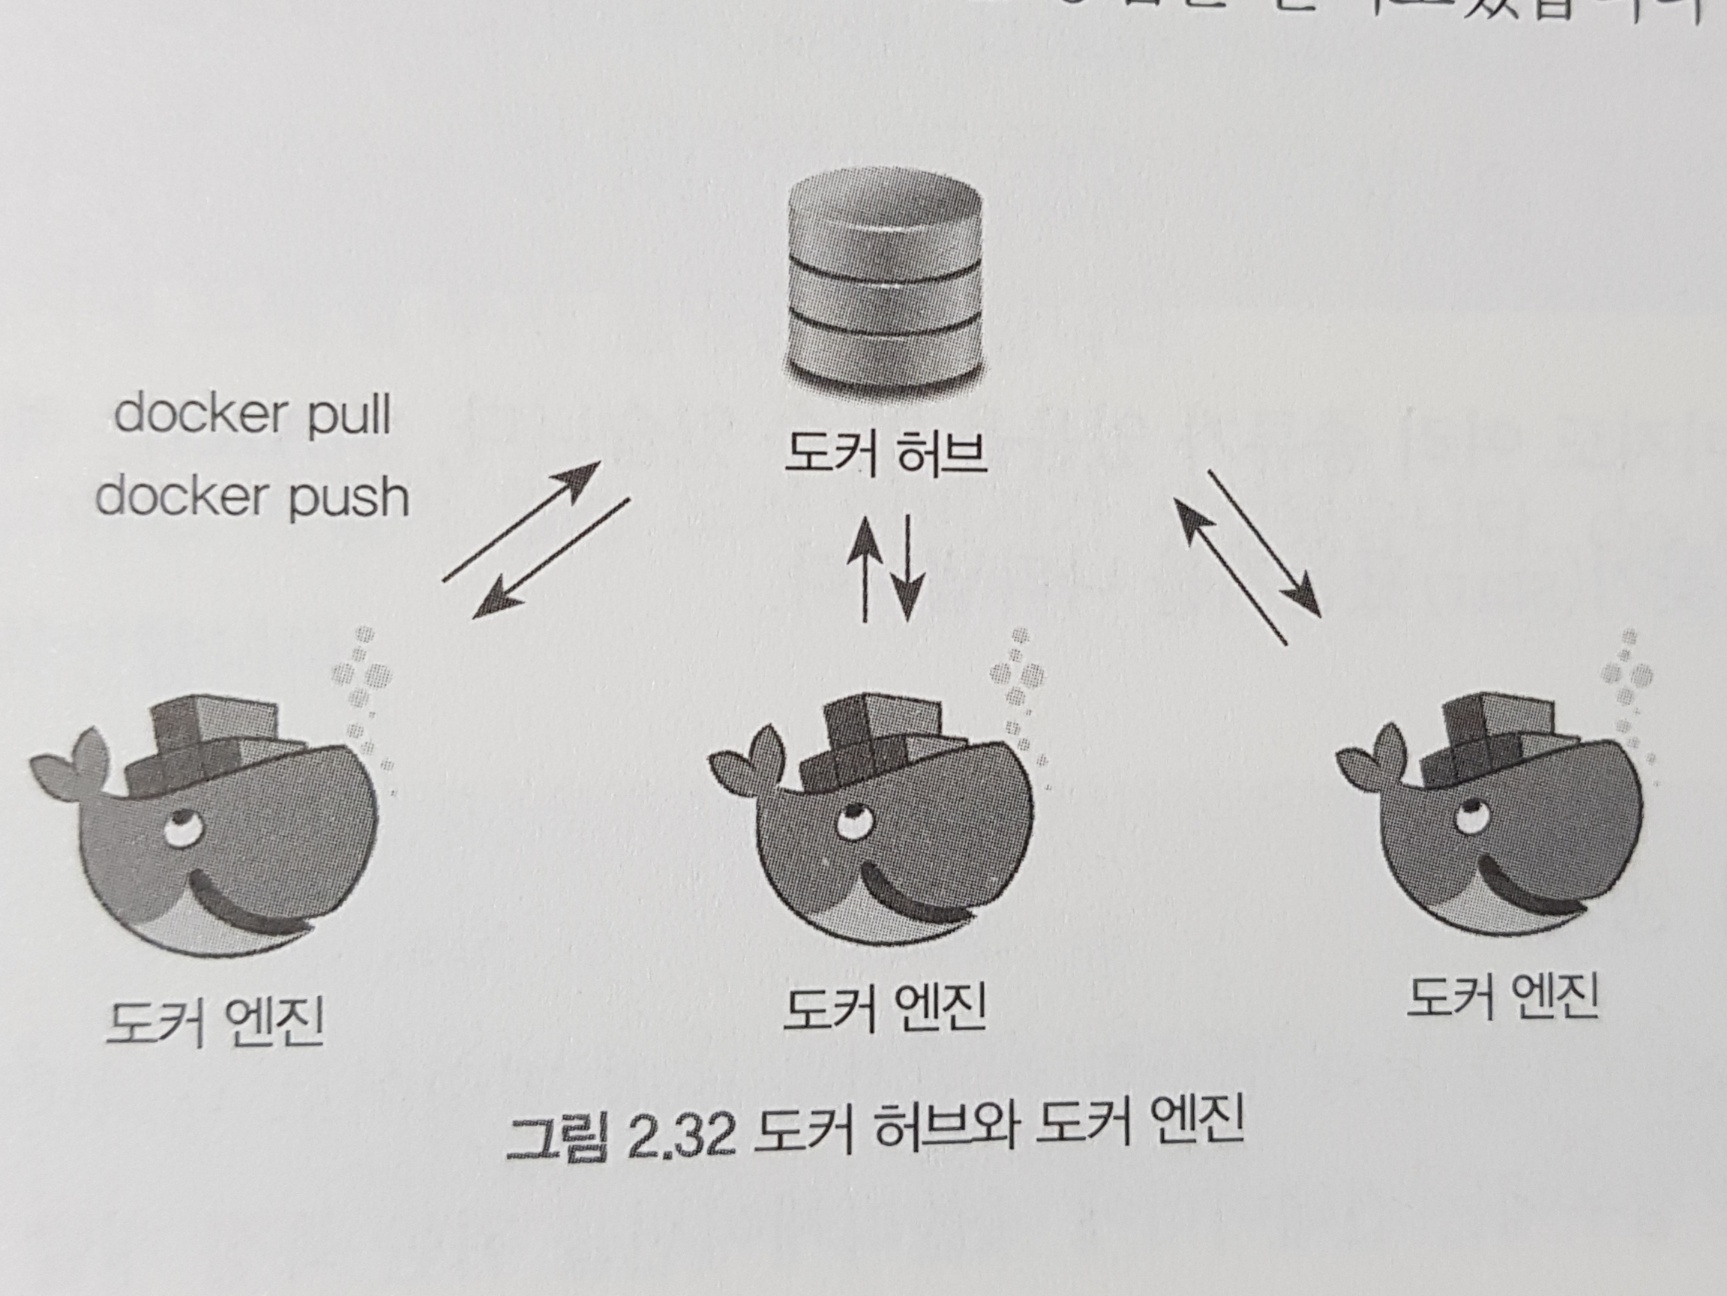 docker pull
docker push
도커 허브
도커 엔진
도커 엔진
도커 엔진
그림 2.32 도커 허브와 도커 엔진